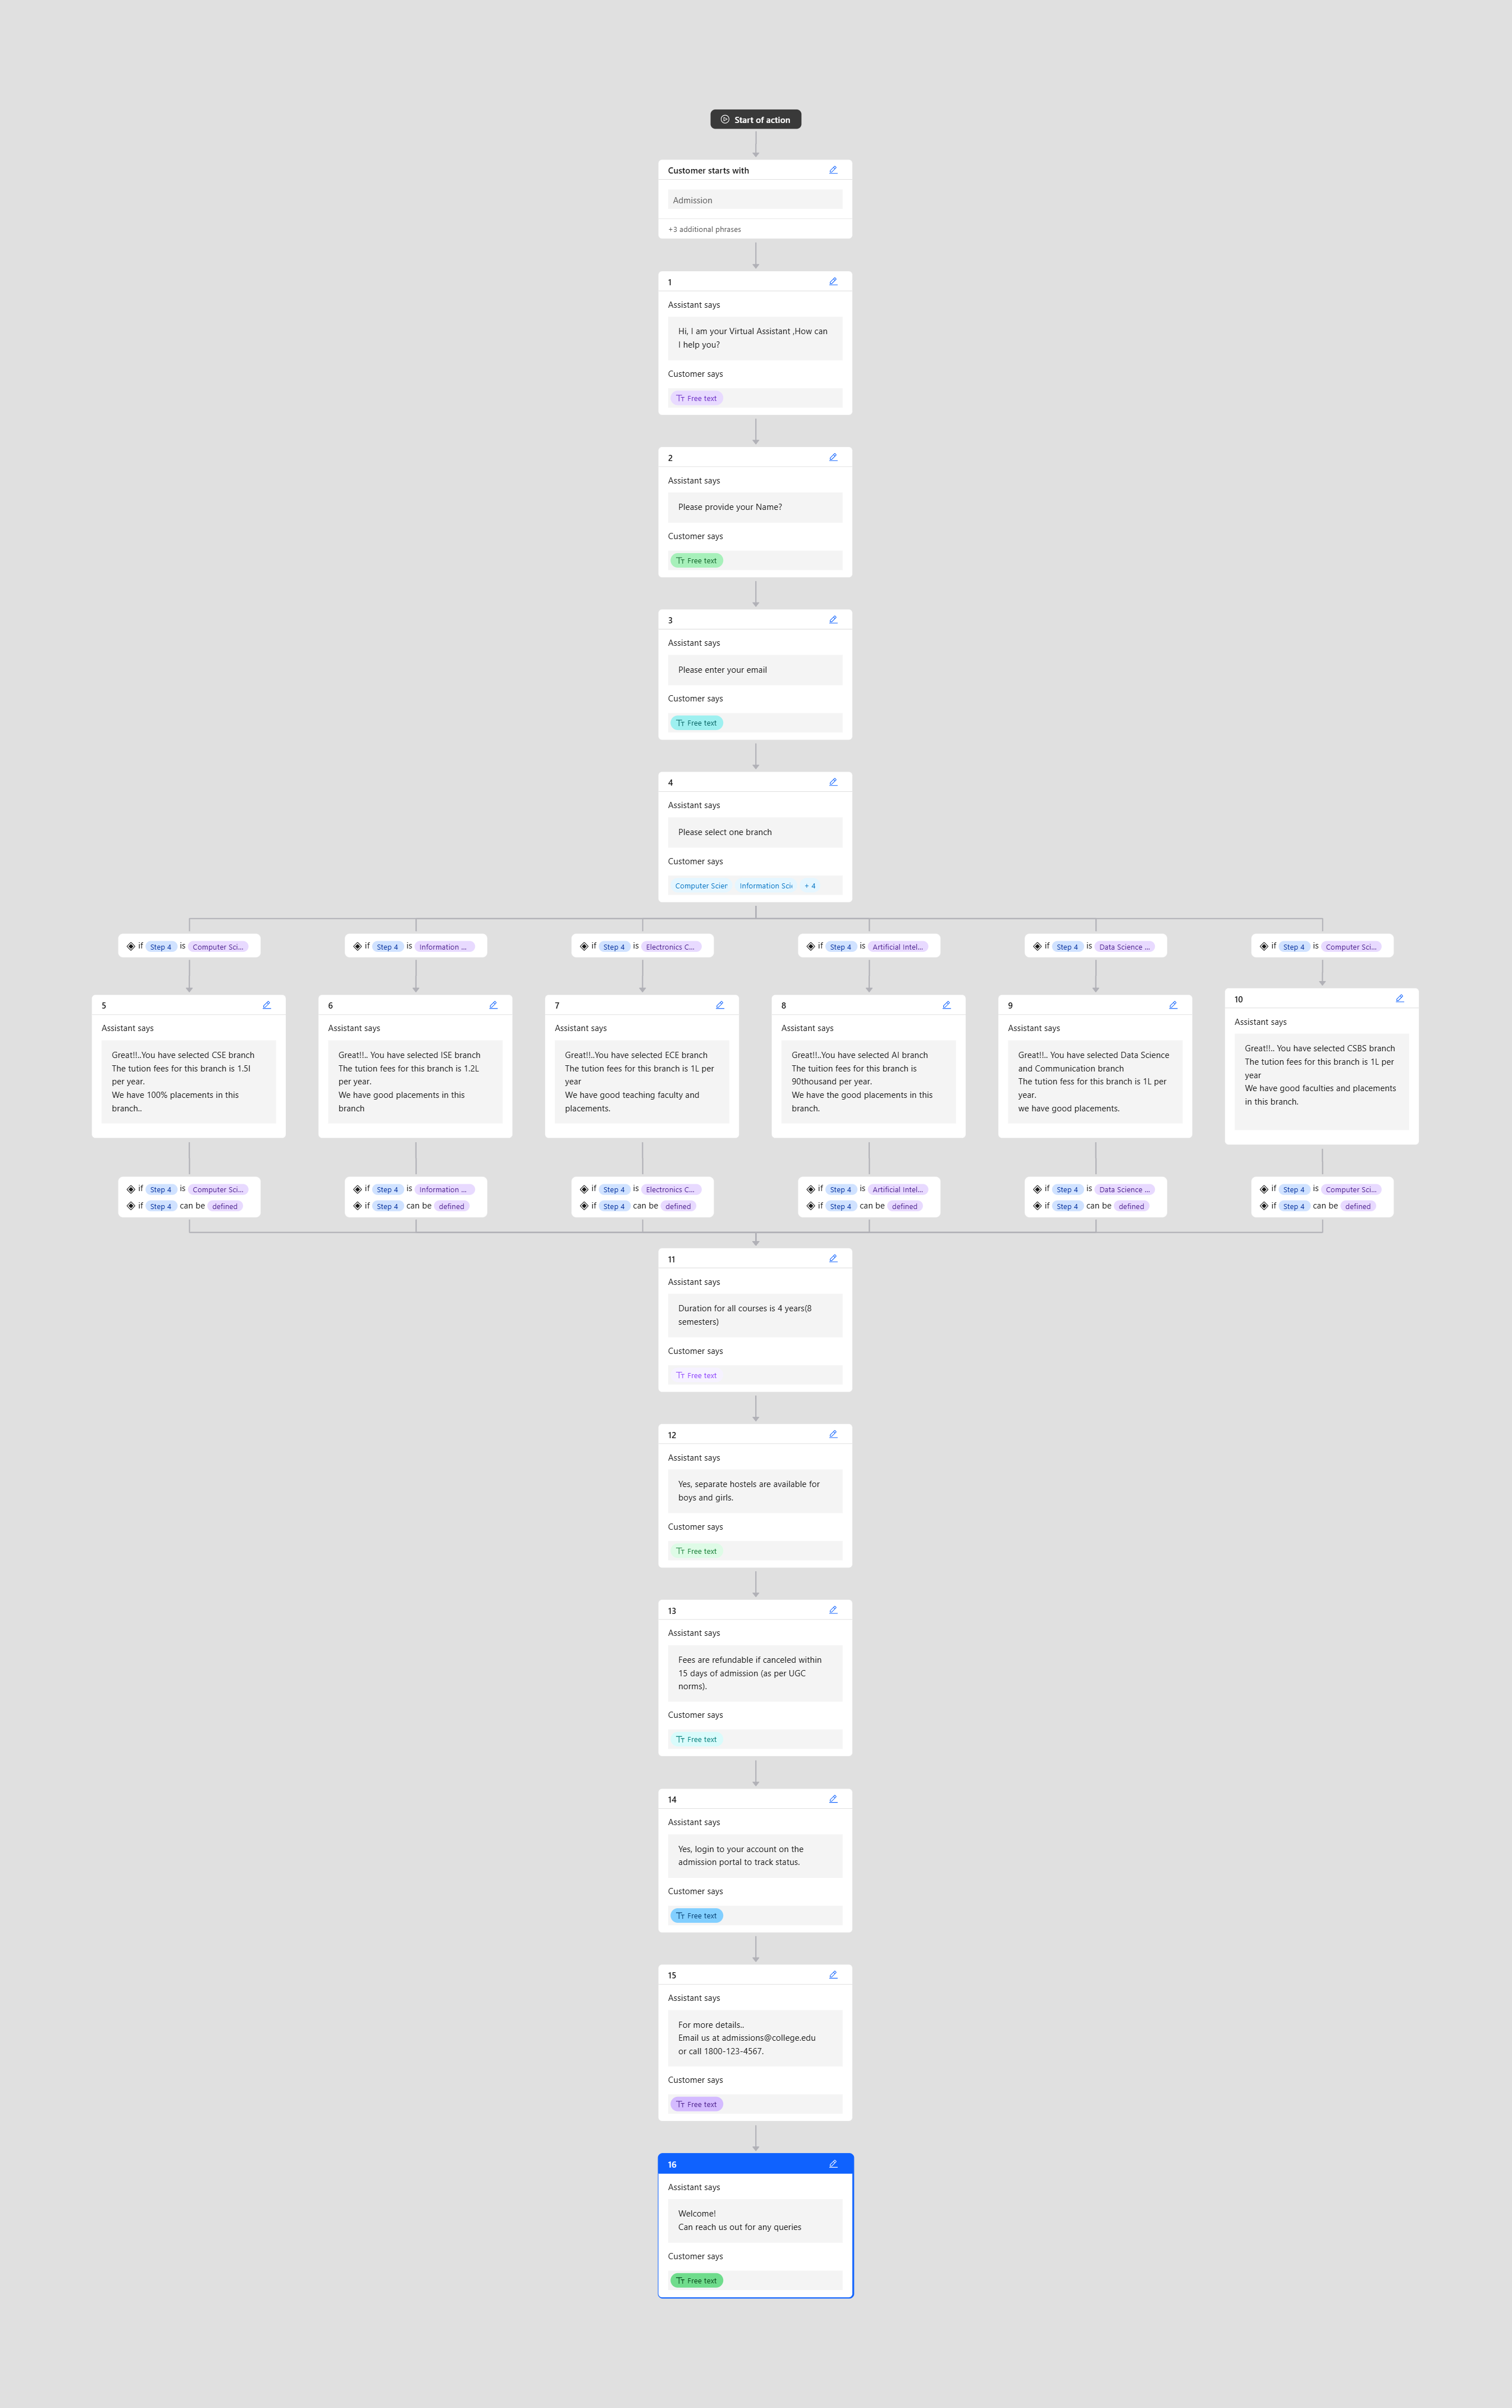 Start of action
Customer starts with
Admission
+3 additional phrases
1
Assistant says
Hi, I am your Virtual Assistant ,How can
I help you?
Customer says
Free text
2
Assistant says
Please provide your Name?
Customer says
Free text
3
Assistant says
Please enter your email
Customer says
Free text
4
Assistant says
Please select one branch
Customer says
Computer Scier Information Sci + 4
if Step 4 is Computer Sci...
if Step 4 is Information ...
if Step 4 is Electronics C...
if Step 4 is Artificial Intel...
if Step 4 is Data Science ...
if Step 4 is Computer Sci...
5
Assistant says
Great!!..You have selected CSE branch
The tution fees for this branch is 1.5l
per year.
We have 100% placements in this
branch..
6
Assistant says
Great!!.. You have selected ISE branch
The tution fees for this branch is 1.2L
per year.
We have good placements in this
branch
7
Assistant says
Great!!..You have selected ECE branch
The tution fees for this branch is 1L per
year
We have good teaching faculty and
placements.
8
Assistant says
Great!!..You have selected AI branch
The tuition fees for this branch is
90thousand per year.
We have the good placements in this
branch.
9
Assistant says
Great!!.. You have selected Data Science
and Communication branch
The tution fess for this branch is 1L per
year.
we have good placements.
10
Assistant says
Great!!.. You have selected CSBS branch
The tution fees for this branch is 1L per
year
We have good faculties and placements
in this branch.
if Step 4 is Computer Sci...
if Step 4 can be defined
if Step 4 is Information ...
if Step 4 can be defined
if Step 4 is Electronics C...
if Step 4 can be defined
if Step 4 is Artificial Intel...
if Step 4 can be defined
if Step 4 is Data Science ...
if Step 4 can be defined
if Step 4 is Computer Sci...
if Step 4 can be defined
11
Assistant says
Duration for all courses is 4 years(8
semesters)
Customer says
Free text
12
Assistant says
Yes, separate hostels are available for
boys and girls.
Customer says
Free text
13
Assistant says
Fees are refundable if canceled within
15 days of admission (as per UGC
norms).
Customer says
Free text
14
Assistant says
Yes, login to your account on the
admission portal to track status.
Customer says
Free text
15
Assistant says
For more details..
Email us at admissions@college.edu
or call 1800-123-4567.
Customer says
Free text
16
Assistant says
Welcome!
Can reach us out for any queries
Customer says
Free text